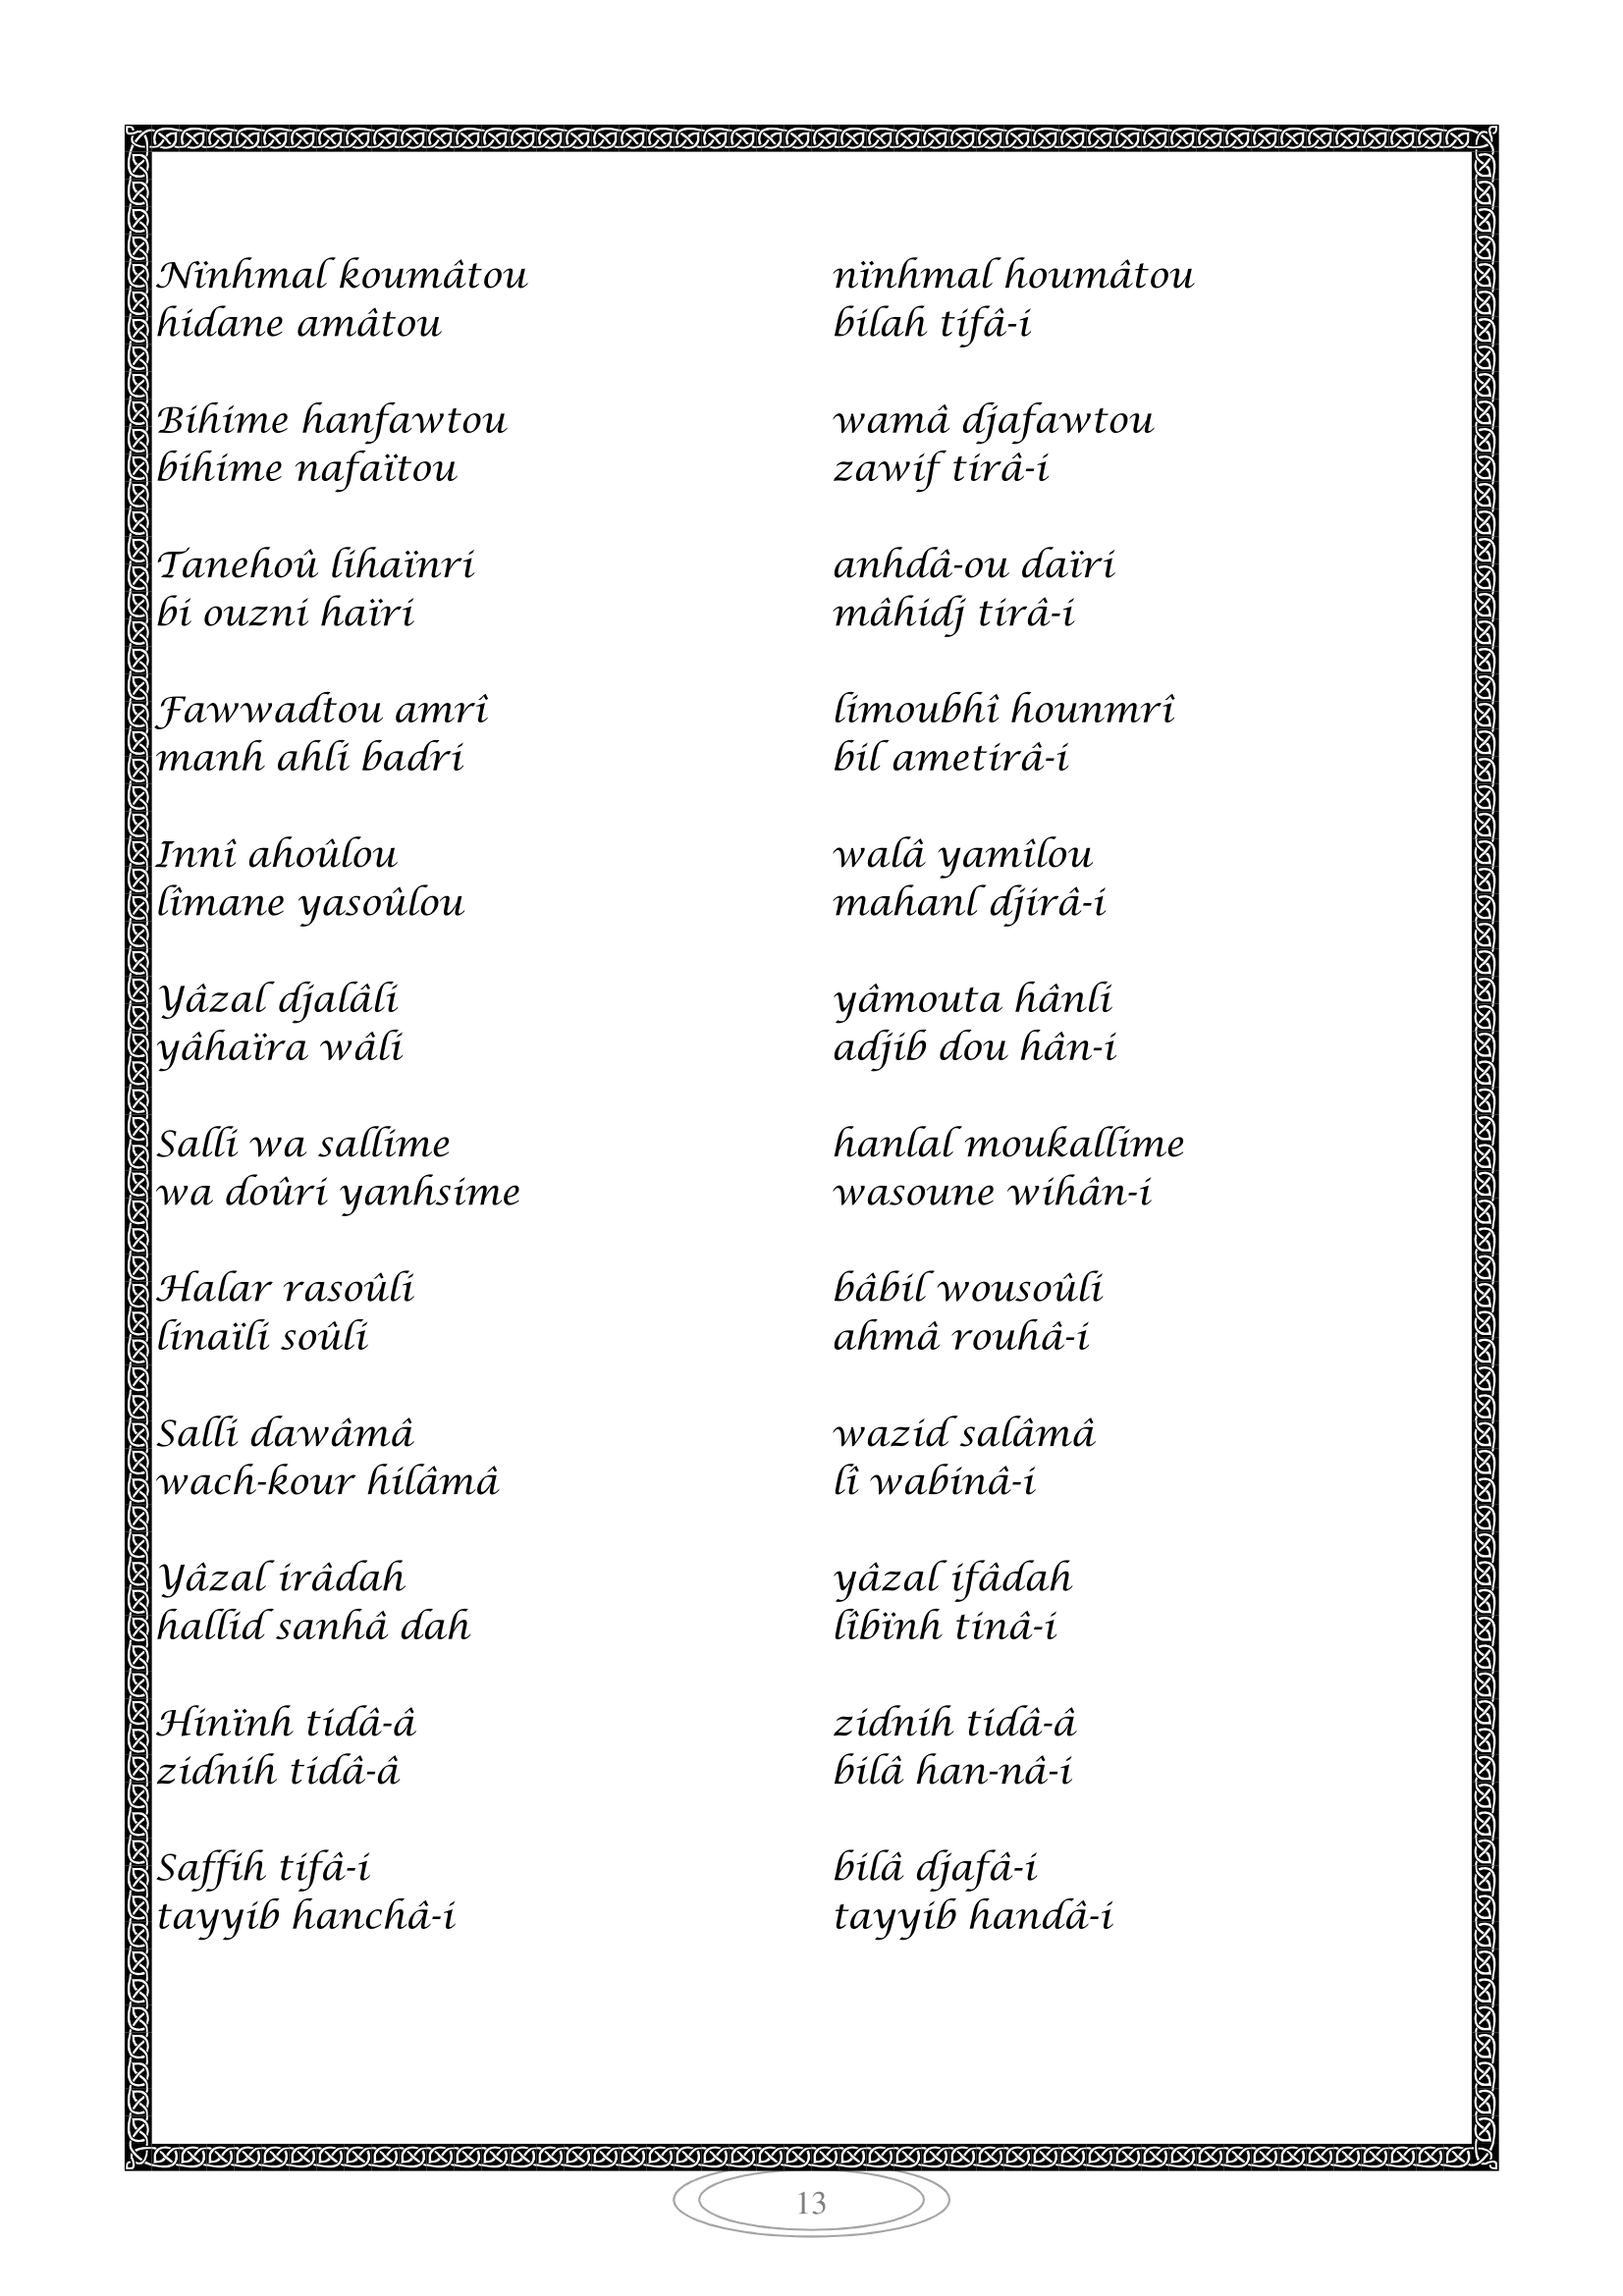 Nïnhmal koumâtou nïnhmal houmâtou
hidane amâtou bilah tifâ-i
Bihime hanfawtou wamâ djafawtou
bihime nafaïtou zawif tirâ-i
Tanehoû lihaïnri anhdâ-ou daïri
bi ouzni haïri mâhidj tirâ-i
Fawwadtou amrî limoubhî hounmrî
manh ahli badri bil ametirâ-i
Innî ahoûlou walâ yamîlou
lîmane yasoûlou mahanl djirâ-i
Yâzal djalâli yâmouta hânli
yâhaïra wâli adjib dou hân-i
Salli wa sallime hanlal moukallime
wa doûri yanhsime wasoune wihân-i
Halar rasoûli bâbil wousoûli
linaïli soûli ahmâ rouhâ-i
Salli dawâmâ wazid salâmâ
wach-kour hilâmâ lî wabinâ-i
Yâzal irâdah yâzal ifâdah
hallid sanhâ dah lîbïnh tinâ-i
Hinïnh tidâ-â zidnih tidâ-â
zidnih tidâ-â bilâ han-nâ-i
Saffih tifâ-i bilâ djafâ-i
tayyib hanchâ-i tayyib handâ-i
13